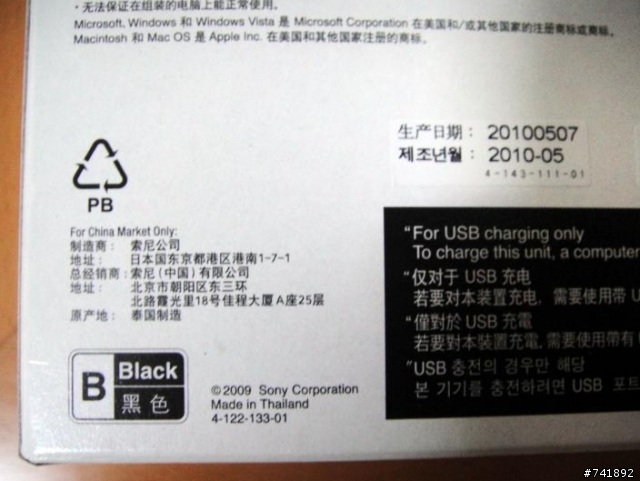 ・无法保证在组装的电脑上能正常使用。
Microsoft, Windows 和 Windows Vista 是 Microsoft Corporation 在美国和/或其他国家的注册商标或商标。
Macintosh 和 Mac OS 是 Apple Inc. 在美国和其他国家注册的商标。
生产日期： 20100507
제조년월： 2010-05
4-143-111-01
PB
For China Market Only:
制造商： 索尼公司
地址： 日本国东京都港区港南1-7-1
总经销商：索尼（中国）有限公司
地址： 北京市朝阳区东三环
北路霞光里18号佳程大厦A座25层
原产地： 泰国制造
B Black
黑色
©2009 Sony Corporation
Made in Thailand
4-122-133-01
"For USB charging only
To charge this unit, a computer
"仅对于 USB 充电
若要对本装置充电，需要使用带 U
"僅對於 USB 充電
若要對本裝置充電，需要使用帶有
"USB 충전의 경우만 해당
본 기기를 충전하려면 USB 포트
#741892